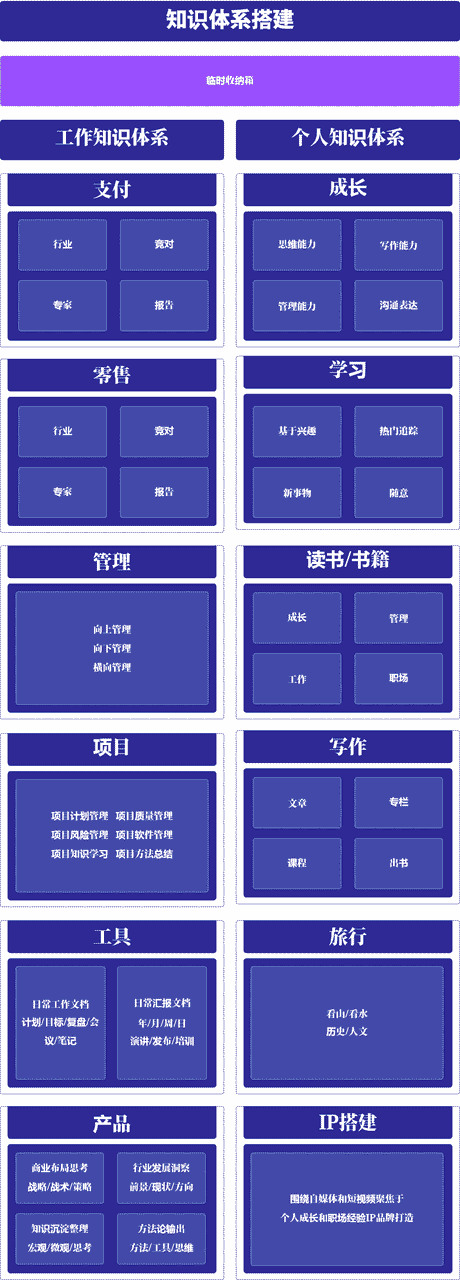 知识体系搭建
临时收纳箱
工作知识体系
个人知识体系
支付
行业
竞对
专家
报告
成长
思维能力
写作能力
管理能力
沟通表达
零售
行业
竞对
专家
报告
学习
基于兴趣
热门追踪
新事物
随意
管理
向上管理
向下管理
横向管理
读书/书籍
成长
管理
工作
职场
项目
项目计划管理 项目质量管理
项目风险管理 项目软件管理
项目知识学习 项目方法总结
写作
文章
专栏
课程
出书
工具
日常工作文档
计划/目标/复盘/会
议/笔记
日常汇报文档
年/月/周/日
演讲/发布/培训
旅行
看山/看水
历史/人文
产品
商业布局思考
战略/战术/策略
行业发展洞察
前景/现状/方向
知识沉淀整理
宏观/微观/思考
方法论输出
方法/工具/思维
IP搭建
围绕自媒体和短视频聚焦于
个人成长和职场经验IP品牌打造